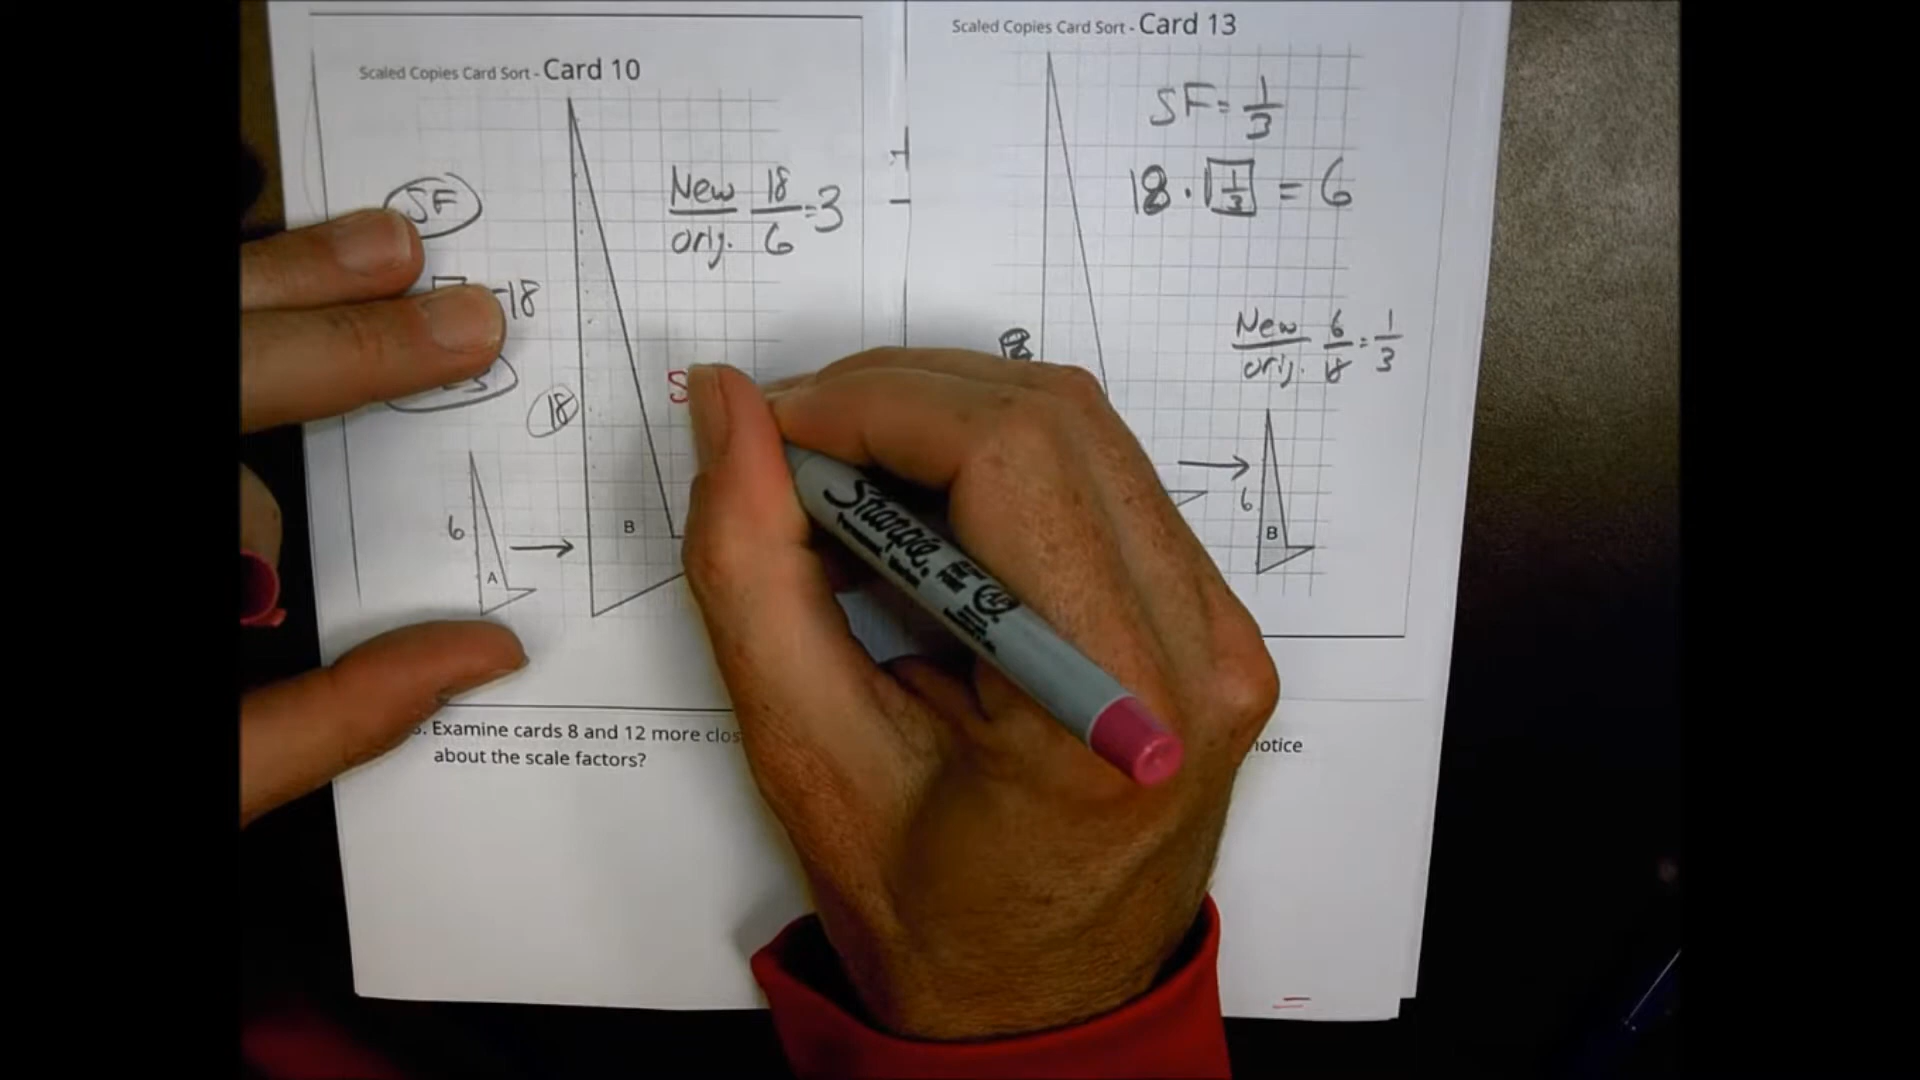 Scaled Copies Card Sort - Card 10
SF
-18
New 18
orig. 6 =3
18
S
6
A
B
Scaled Copies Card Sort - Card 13
SF= 1/3
18 · 1/3 = 6
New 6 = 1
orig. 18 3
6
B
Sharpie.
. Examine cards 8 and 12 more clos
notice
about the scale factors?